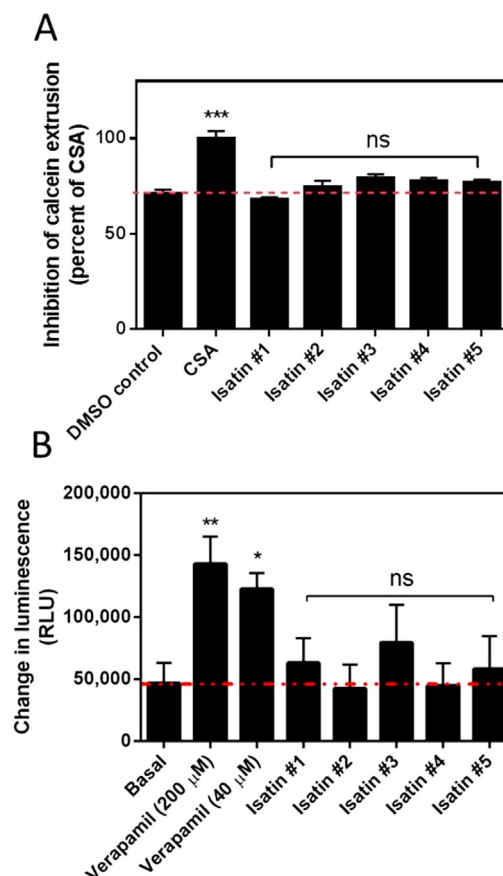 A
Inhibition of calcein extrusion
(percent of CSA)
100
50
0
***
ns
DMSO control
CSA
Isatin #1
Isatin #2
Isatin #3
Isatin #4
Isatin #5
B
Change in luminescence
(RLU)
200,000
150,000
100,000
50,000
0
**
*
ns
Basal
Verapamil (200 μM)
Verapamil (40 μM)
Isatin #1
Isatin #2
Isatin #3
Isatin #4
Isatin #5